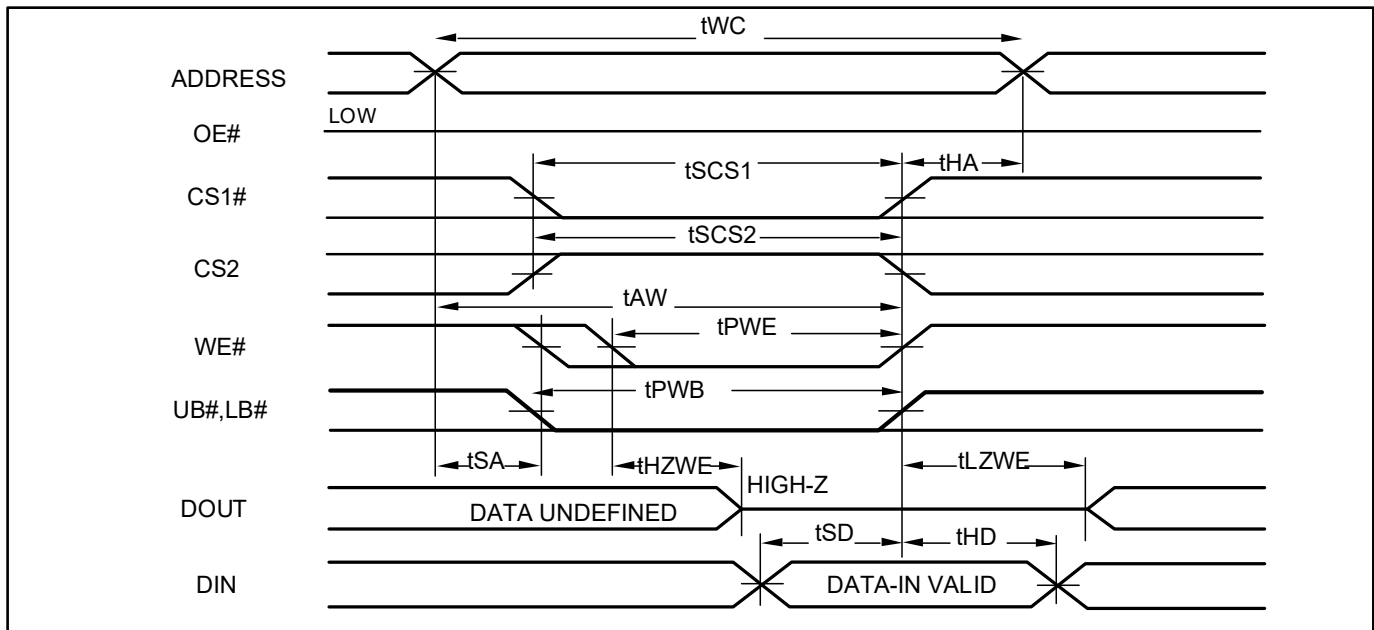 tWC
ADDRESS
LOW
OE#
tSCS1
tHA
CS1#
tSCS2
CS2
tAW
tPWE
WE#
tPWB
UB#,LB#
tSA
tHZWE
tLZWE
HIGH-Z
DOUT
DATA UNDEFINED
tSD
tHD
DIN
DATA-IN VALID